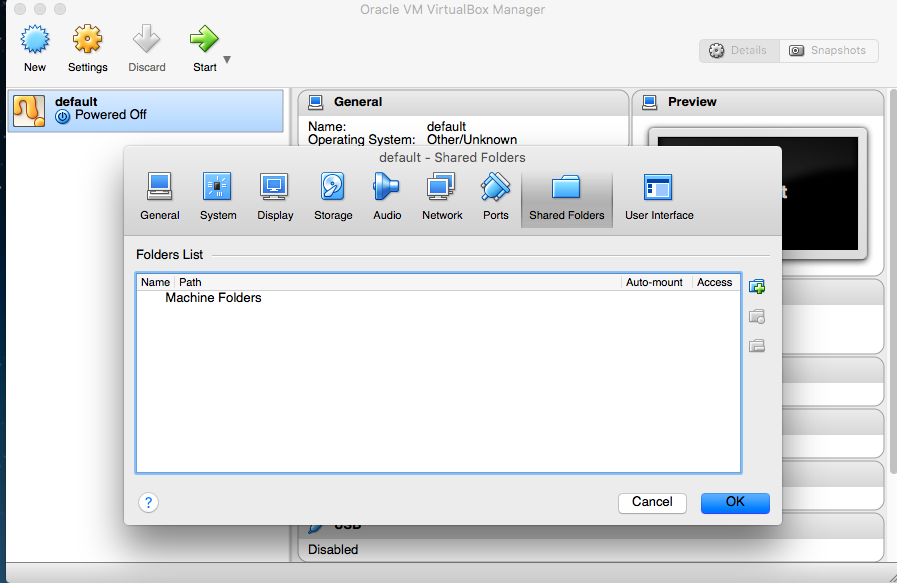 Oracle VM VirtualBox Manager
New
Settings
Discard
Start
Details
Snapshots
default
Powered Off
General
Name: default
Operating System: Other/Unknown
Preview
default - Shared Folders
General
System
Display
Storage
Audio
Network
Ports
Shared Folders
User Interface
Folders List
Name Path Auto-mount Access
Machine Folders
?
Cancel
OK
USB
Disabled